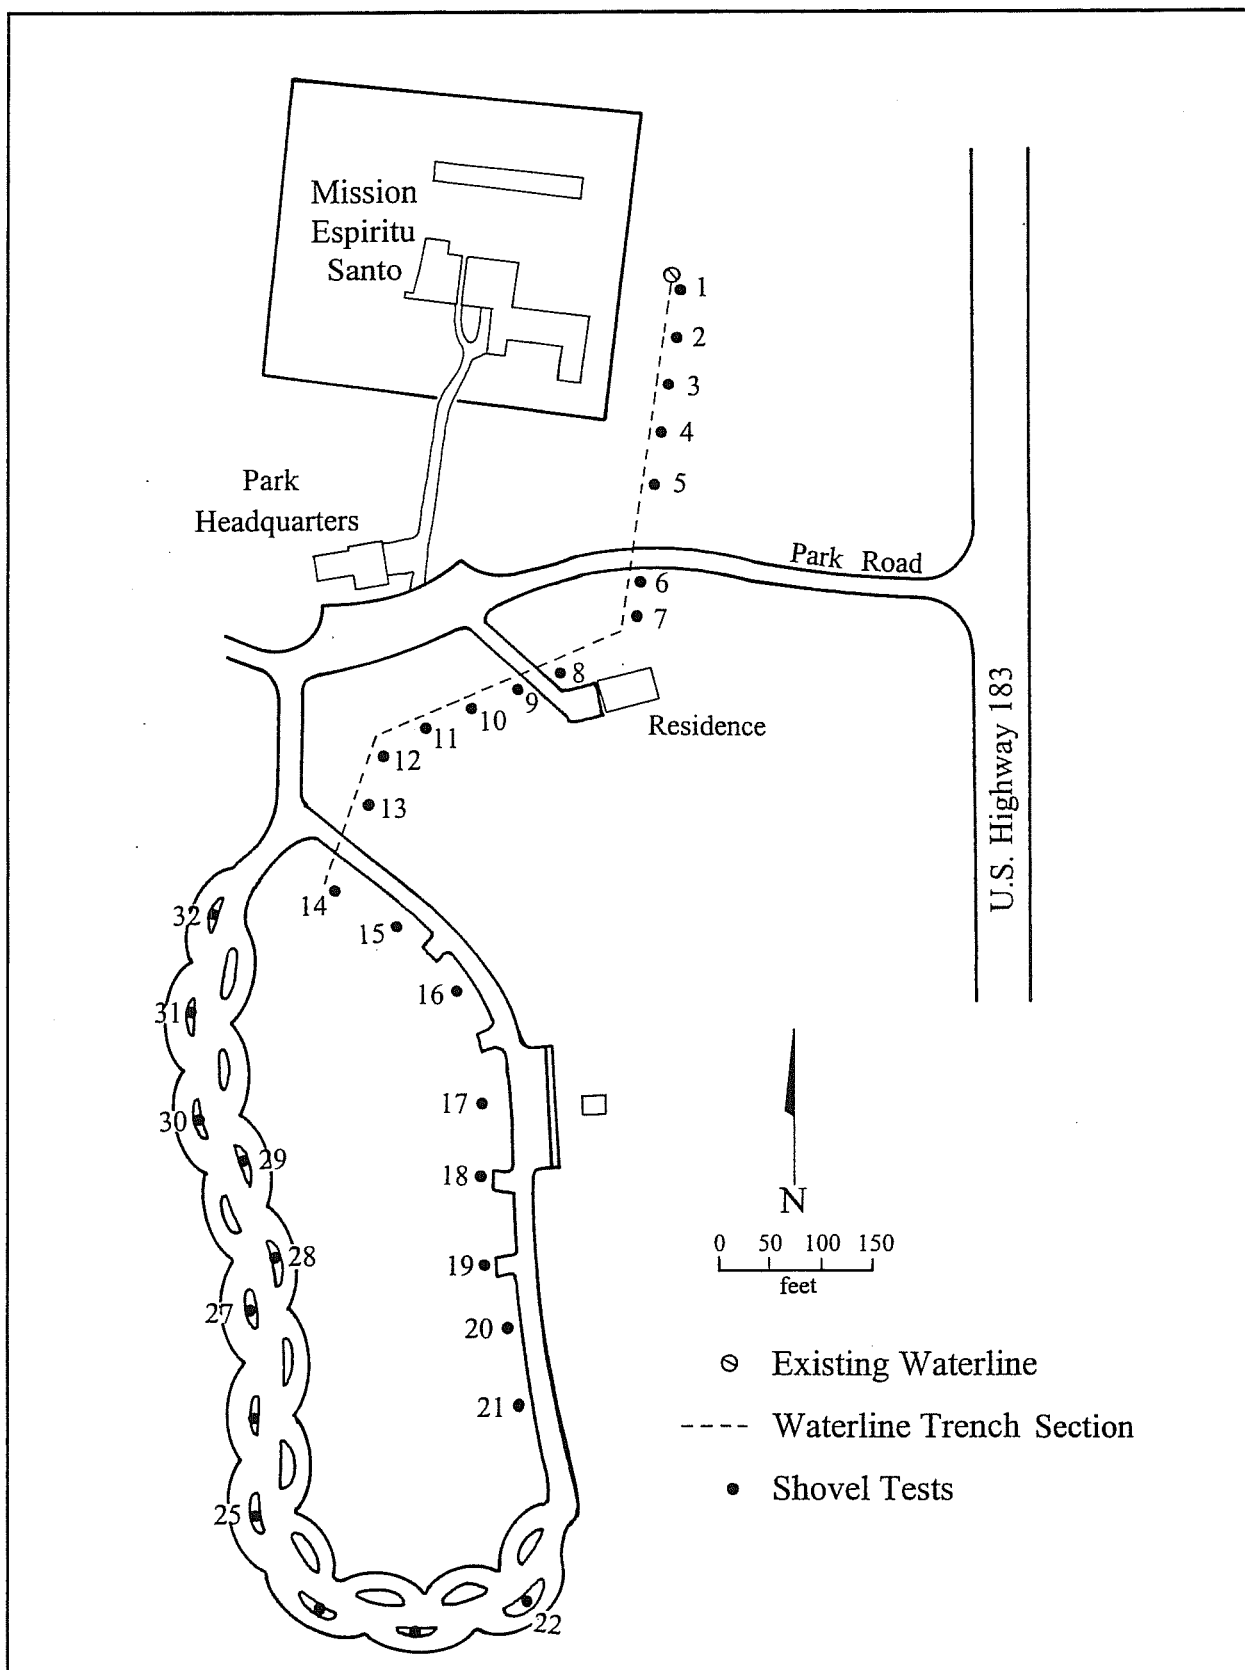 Mission
Espiritu
Santo
1
2
3
4
5
Park
Headquarters
Park Road
6
7
8
9
10
11
12
13
Residence
U.S. Highway 183
14
15
16
17
18
19
20
21
22
25
27
28
29
30
31
32
N
0 50 100 150
feet
Existing Waterline
Waterline Trench Section
Shovel Tests